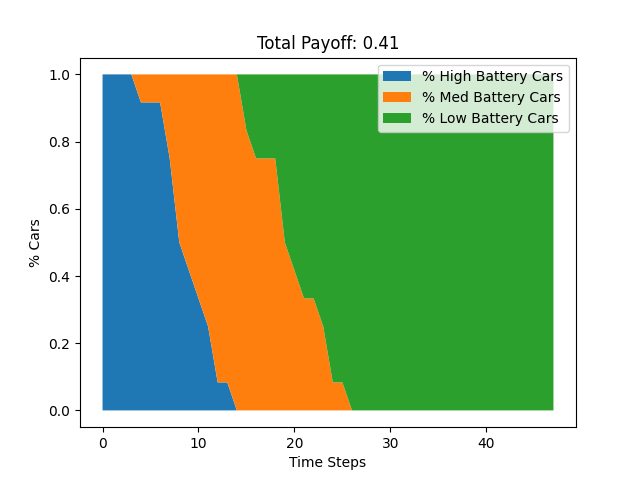 Total Payoff: 0.41
% High Battery Cars
% Med Battery Cars
% Low Battery Cars
1.0
0.8
0.6
0.4
0.2
0.0
% Cars
0
10
20
30
40
Time Steps